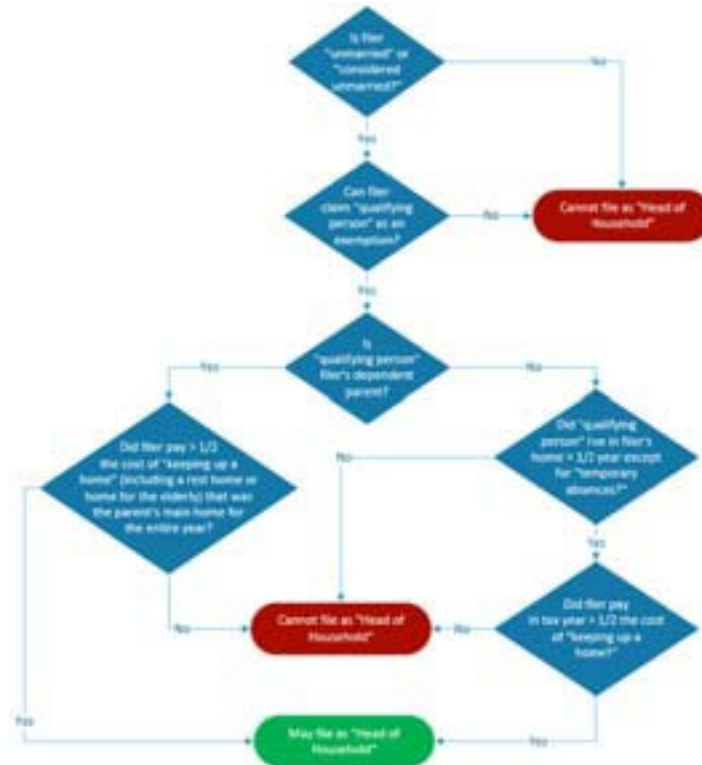 Is filer
"unmarried" or
"considered
unmarried?"
No
Yes
Can filer
claim "qualifying
person" as an
exemption?
No
Cannot file as "Head of
Household"
Yes
Is
"qualifying person"
filer's dependent
parent?
Yes
No
Did filer pay > 1/2
the cost of "keeping up a
home" (including a rest home or
home for the elderly) that was
the parent's main home for
the entire year?
Did "qualifying
person" live in filer's
home > 1/2 year except
for "temporary
absences?"
No
Yes
No
Cannot file as "Head of
Household"
No
Did filer pay
in tax year > 1/2 the cost
of "keeping up a
home?"
Yes
May file as "Head of
Household"
Yes